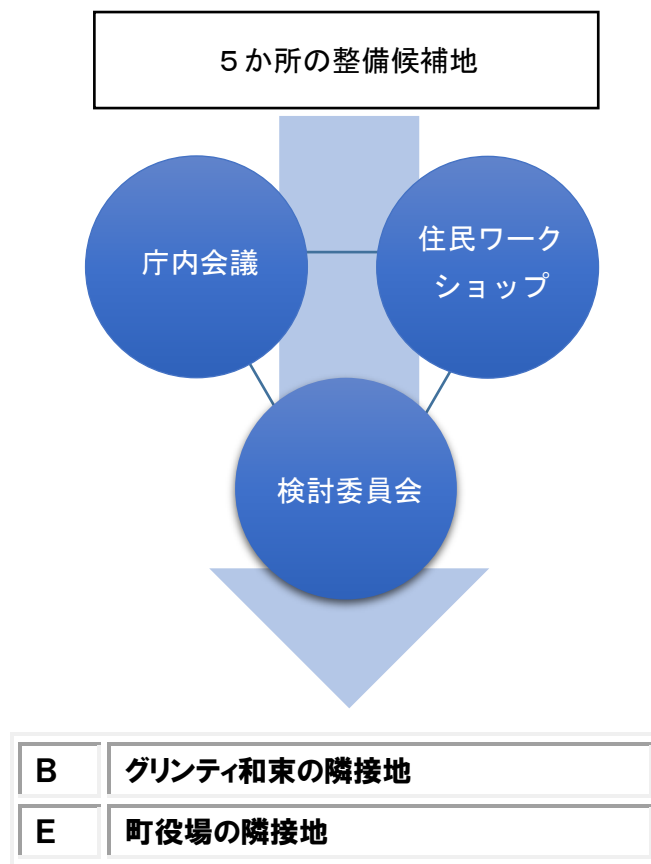 ５か所の整備候補地
庁内会議
住民ワーク
ショップ
検討委員会
B グリンティ和束の隣接地
E 町役場の隣接地